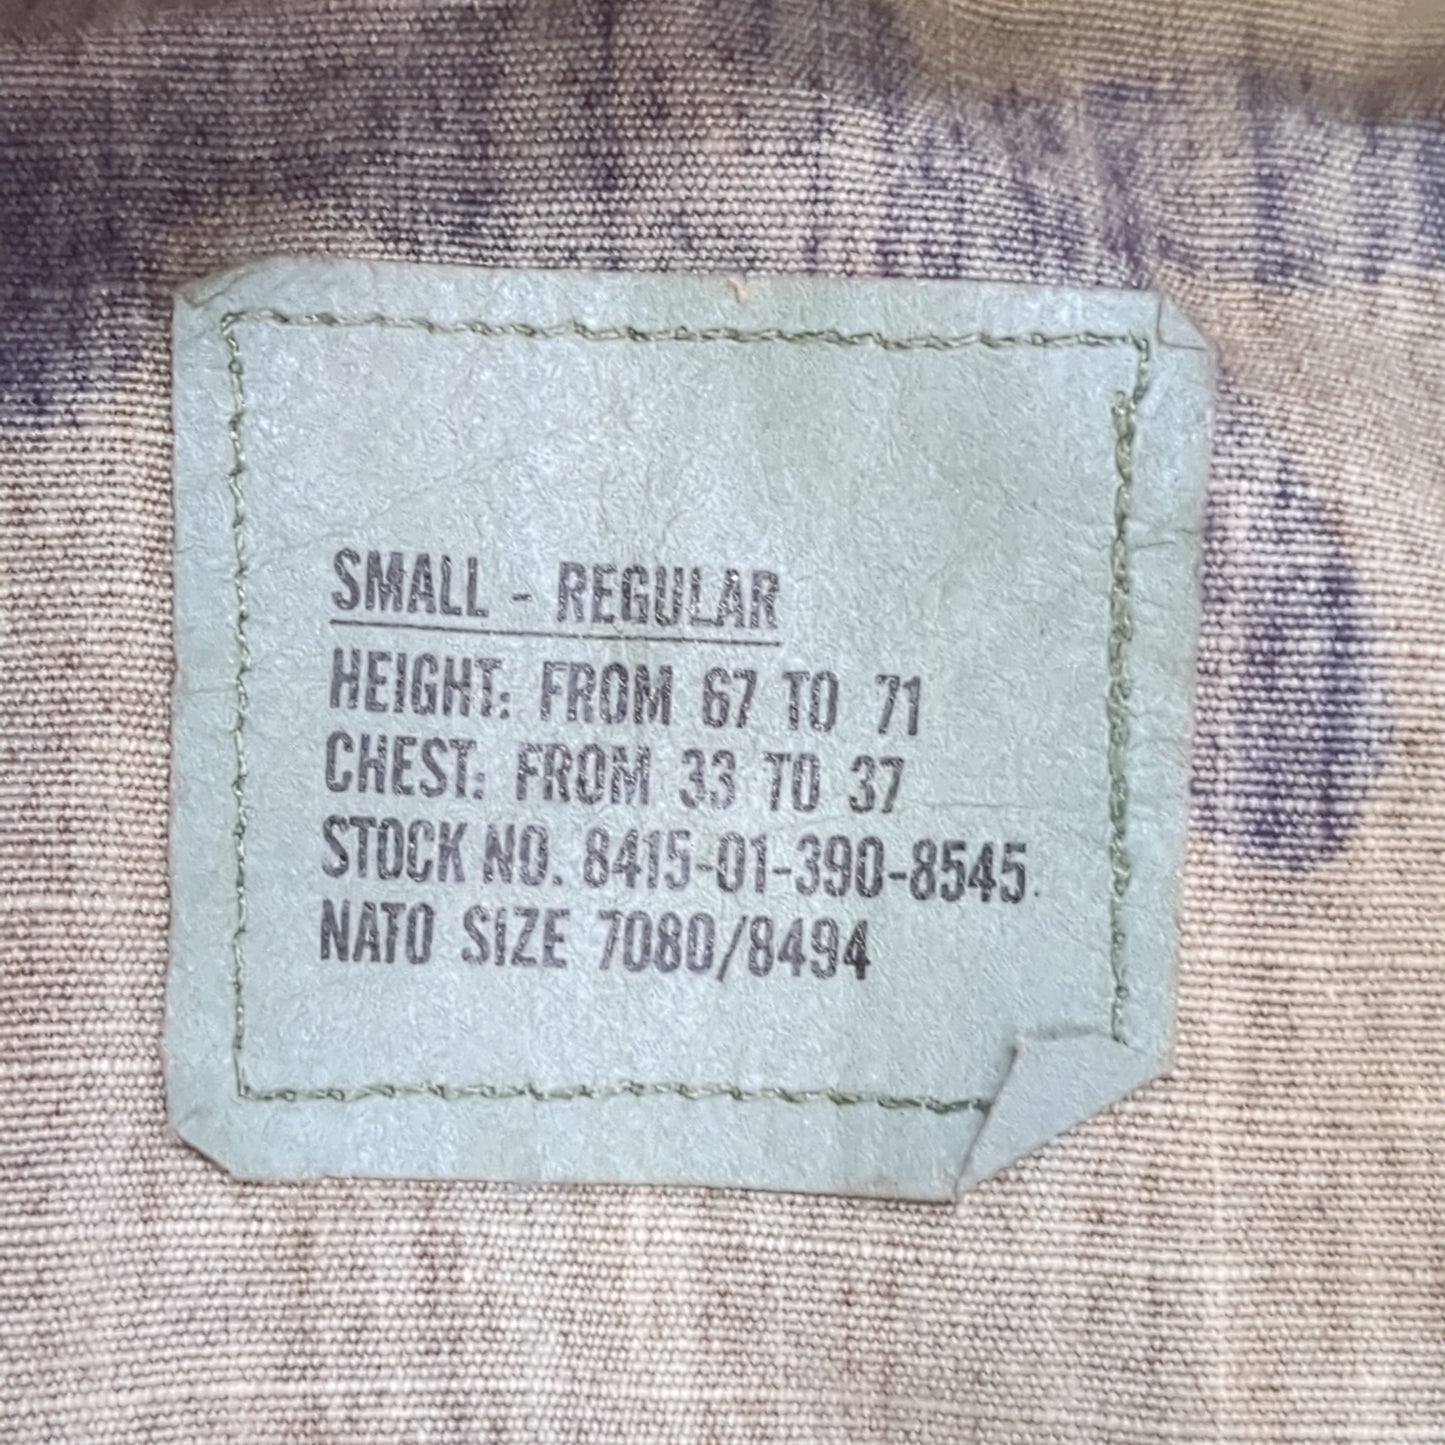 SMALL - REGULAR
HEIGHT: FROM 67 TO 71
CHEST: FROM 33 TO 37
STOCK NO. 8415-01-390-8545
NATO SIZE 7080/8494